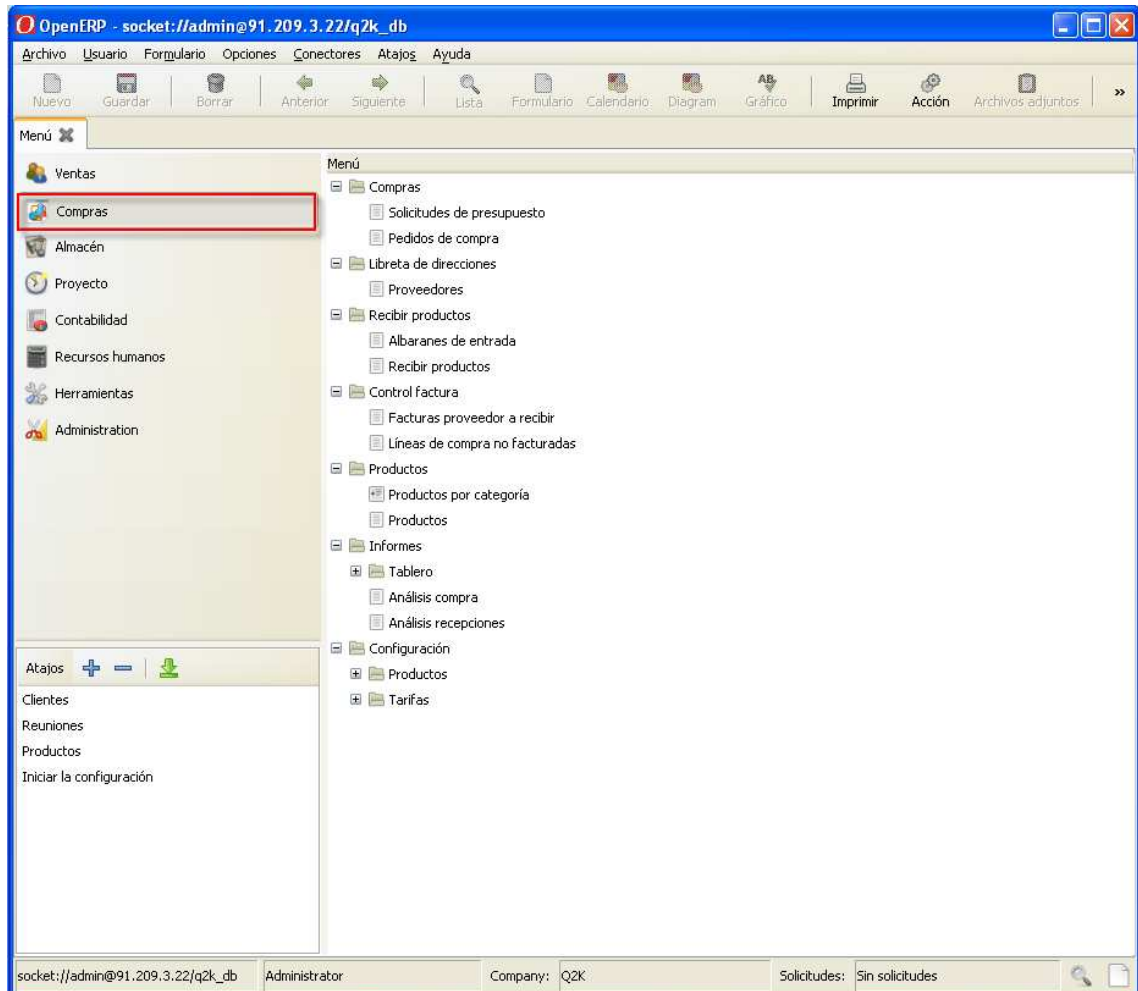 OpenERP - socket://admin@91.209.3.22/q2k_db
Archivo Usuario Formulario Opciones Conectores Atajos Ayuda
Nuevo Guardar Borrar Anterior Siguiente Lista Formulario Calendario Diagram Gráfico Imprimir Acción Archivos adjuntos »
Menú
Ventas
Compras
Almacén
Proyecto
Contabilidad
Recursos humanos
Herramientas
Administration
Menú
Compras
Solicitudes de presupuesto
Pedidos de compra
Libreta de direcciones
Proveedores
Recibir productos
Albaranes de entrada
Recibir productos
Control factura
Facturas proveedor a recibir
Líneas de compra no facturadas
Productos
Productos por categoría
Productos
Informes
Tablero
Análisis compra
Análisis recepciones
Configuración
Productos
Tarifas
Atajos
Clientes
Reuniones
Productos
Iniciar la configuración
socket://admin@91.209.3.22/q2k_db Administrator Company: Q2K Solicitudes: Sin solicitudes